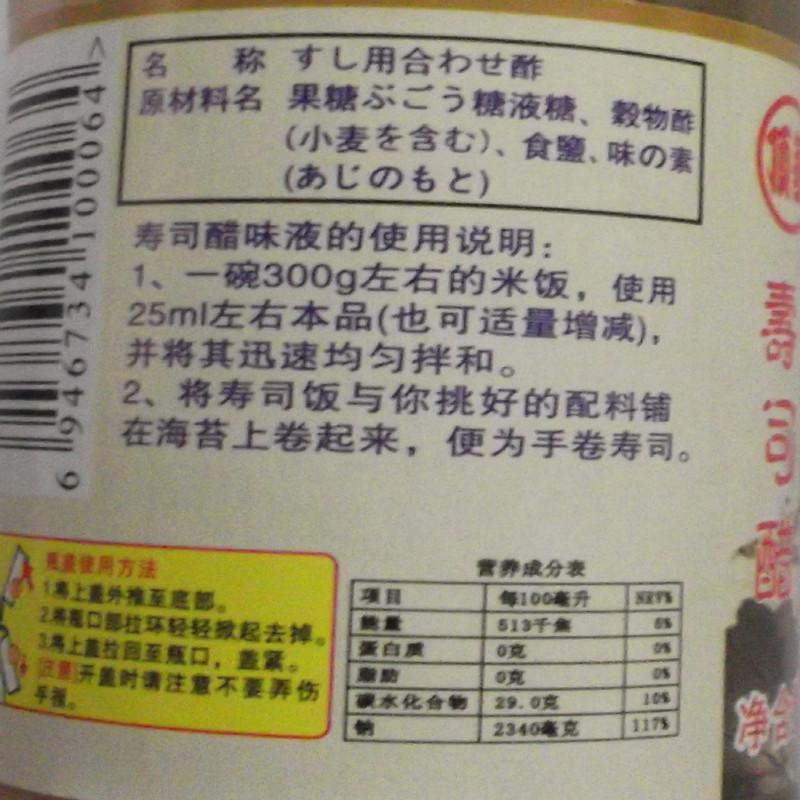 名 称 すし用合わせ酢
原材料名 果糖ぶごう糖液糖、穀物酢
(小麦を含む)、食鹽、味の素
(あじのもと)
寿司醋味液的使用说明:
1、一碗300g左右的米饭，使用
25ml左右本品(也可适量增减)，
并将其迅速均匀拌和。
2、将寿司饭与你挑好的配料铺
在海苔上卷起来，便为手卷寿司。
6 946734 100064 >
瓶盖使用方法
1.将上盖外推至底部。
2.将瓶口部拉环轻轻掀起去掉。
3.将上盖拉回至瓶口，盖紧。
[注意]开盖时请注意不要弄伤
手指。
营养成分表
项目 每100毫升 NRV%
能量 513千焦 6%
蛋白质 0克 0%
脂肪 0克 0%
碳水化合物 29.0克 10%
钠 2340毫克 117%
寿司醋
净含